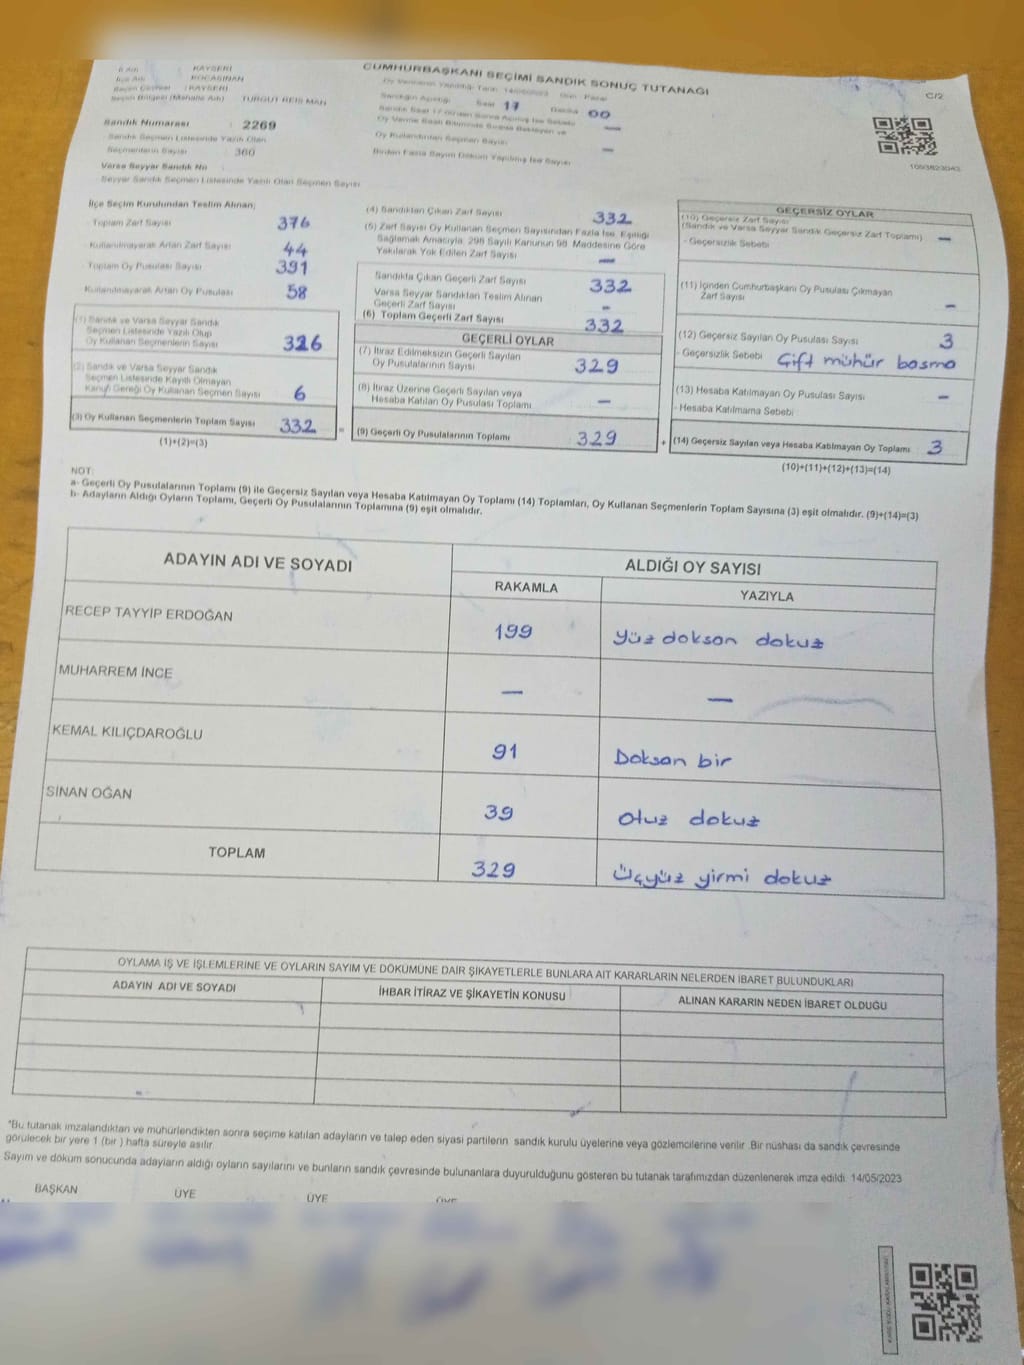 İli Adı KAYSERİ
İlçe Adı KOCASİNAN
Seçim Çevresi : KAYSERİ
Seçim Bölgesi (Mahalle Adı) TURGUT REİS MAH
Sandık Numarası : 2269
Sandık Seçmen Listesinde Yazılı Olan
Seçmenlerin Sayısı 360
Varsa Seyyar Sandık No
Seyyar Sandık Seçmen Listesinde Yazılı Olan Seçmen Sayısı
CUMHURBAŞKANI SEÇİMİ SANDIK SONUÇ TUTANAĞI
Oy Vermenin Yapıldığı Tarih 14/05/2023 Gün Pazar
Sandığın Açıldığı Saat 17 Dakika 00
Oy Kullandırılan Seçmen Sayısı —
Birden Fazla Sayım Döküm Yapılmış İse Sayısı
C/2
1093823043
İlçe Seçim Kurulundan Teslim Alınan;
Toplam Zarf Sayısı 376
Kullanılmayarak Artan Zarf Sayısı 44
Toplam Oy Pusulası Sayısı 391
Kullanılmayarak Artan Oy Pusulası 58
(1) Sandık ve Varsa Seyyar Sandık
Seçmen Listesinde Yazılı Olup
Oy Kullanan Seçmenlerin Sayısı 326
(2) Sandık ve Varsa Seyyar Sandık
Seçmen Listesinde Kayıtlı Olmayan
Kanun Gereği Oy Kullanan Seçmen Sayısı 6
(3) Oy Kullanan Seçmenlerin Toplam Sayısı 332 =
(1)+(2)=(3)
(4) Sandıktan Çıkan Zarf Sayısı 332
(5) Zarf Sayısı Oy Kullanan Seçmen Sayısından Fazla İse, Eşitliği
Sağlamak Amacıyla, 298 Sayılı Kanunun 98. Maddesine Göre
Yakılarak Yok Edilen Zarf Sayısı —
Sandıkta Çıkan Geçerli Zarf Sayısı 332
Varsa Seyyar Sandıktan Teslim Alınan
Geçerli Zarf Sayısı -
(6) Toplam Geçerli Zarf Sayısı 332
GEÇERLİ OYLAR
(7) İtiraz Edilmeksizin Geçerli Sayılan
Oy Pusulalarının Sayısı 329
(8) İtiraz Üzerine Geçerli Sayılan veya
Hesaba Katılan Oy Pusulası Toplamı —
(9) Geçerli Oy Pusulalarının Toplamı 329 +
GEÇERSİZ OYLAR
(10) Geçersiz Zarf Sayısı
(Sandık ve Varsa Seyyar Sandık Geçersiz Zarf Toplamı) —
- Geçersizlik Sebebi
(11) İçinden Cumhurbaşkanı Oy Pusulası Çıkmayan
Zarf Sayısı -
(12) Geçersiz Sayılan Oy Pusulası Sayısı 3
- Geçersizlik Sebebi Çift mühür basma
(13) Hesaba Katılmayan Oy Pusulası Sayısı —
- Hesaba Katılmama Sebebi
(14) Geçersiz Sayılan veya Hesaba Katılmayan Oy Toplamı 3
(10)+(11)+(12)+(13)=(14)
NOT:
a- Geçerli Oy Pusulalarının Toplamı (9) ile Geçersiz Sayılan veya Hesaba Katılmayan Oy Toplamı (14) Toplamları, Oy Kullanan Seçmenlerin Toplam Sayısına (3) eşit olmalıdır. (9)+(14)=(3)
b- Adayların Aldığı Oyların Toplamı, Geçerli Oy Pusulalarının Toplamına (9) eşit olmalıdır.
ADAYIN ADI VE SOYADI ALDIĞI OY SAYISI
RAKAMLA YAZIYLA
RECEP TAYYİP ERDOĞAN 199 Yüz doksan dokuz
MUHARREM İNCE — —
KEMAL KILIÇDAROĞLU 91 Doksan bir
SİNAN OĞAN 39 Otuz dokuz
TOPLAM 329 Üçyüz yirmi dokuz
OYLAMA İŞ VE İŞLEMLERİNE VE OYLARIN SAYIM VE DÖKÜMÜNE DAİR ŞİKAYETLERLE BUNLARA AİT KARARLARIN NELERDEN İBARET BULUNDUKLARI
ADAYIN ADI VE SOYADI İHBAR İTİRAZ VE ŞİKAYETİN KONUSU ALINAN KARARIN NEDEN İBARET OLDUĞU
*Bu tutanak imzalandıktan ve mühürlendikten sonra seçime katılan adayların ve talep eden siyasi partilerin sandık kurulu üyelerine veya gözlemcilerine verilir. Bir nüshası da sandık çevresinde
görülecek bir yere 1 (bir ) hafta süreyle asılır.
Sayım ve döküm sonucunda adayların aldığı oyların sayılarını ve bunların sandık çevresinde bulunanlara duyurulduğunu gösteren bu tutanak tarafımızdan düzenlenerek imza edildi. 14/05/2023
BAŞKAN ÜYE ÜYE ÜYE